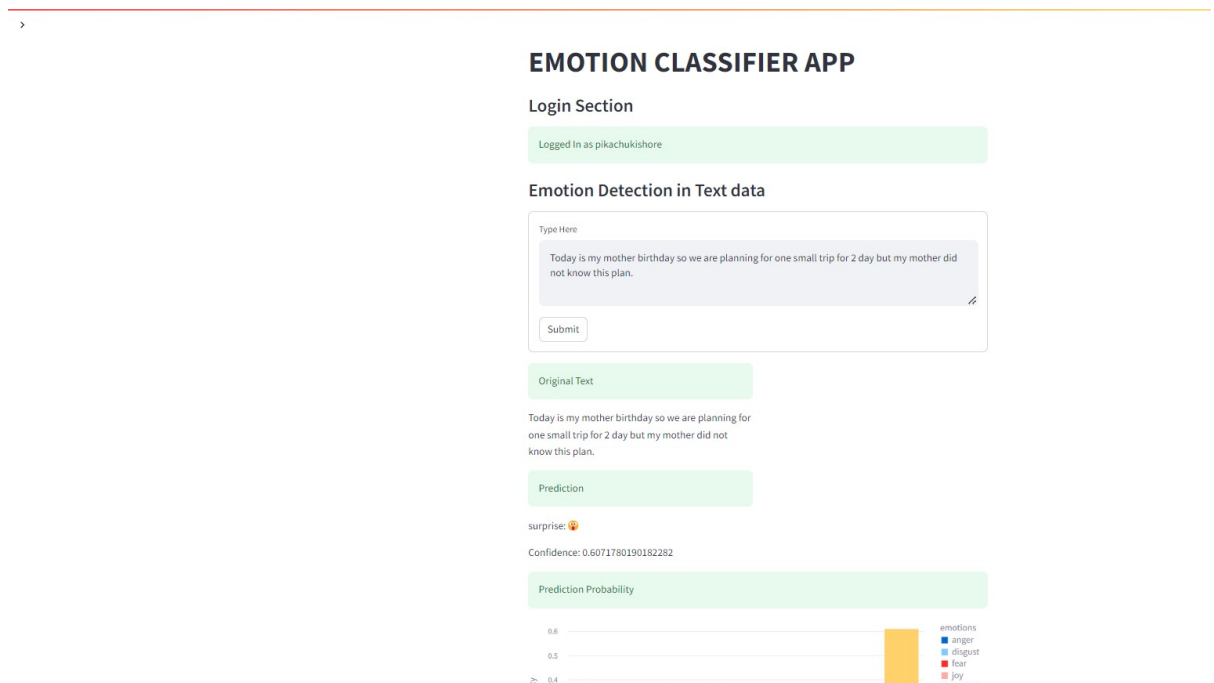 EMOTION CLASSIFIER APP
Login Section
Logged In as pikachukishore
Emotion Detection in Text data
Type Here
Today is my mother birthday so we are planning for one small trip for 2 day but my mother did
not know this plan.
Submit
Original Text
Today is my mother birthday so we are planning for
one small trip for 2 day but my mother did not
know this plan.
Prediction
surprise: 😲
Confidence: 0.6071780190182282
Prediction Probability
0.6
0.5
0.4
emotions
anger
disgust
fear
joy